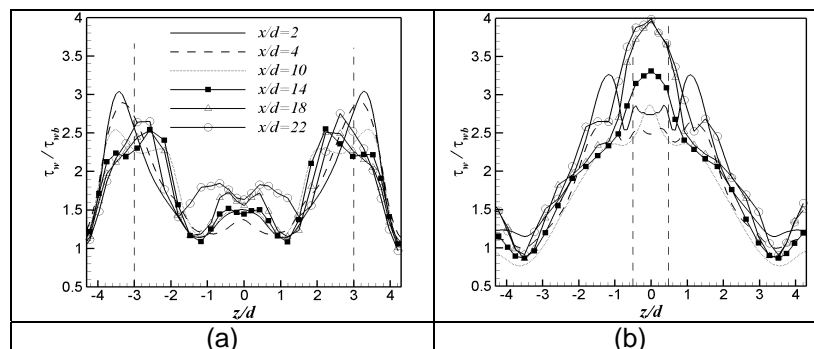 4
3.5
3
2.5
2
1.5
1
0.5
τw / τwb
x/d=2
x/d=4
x/d=10
x/d=14
x/d=18
x/d=22
-4 -3 -2 -1 0 1 2 3 4
z/d
(a)
4
3.5
3
2.5
2
1.5
1
0.5
τw / τwb
-4 -3 -2 -1 0 1 2 3 4
z/d
(b)